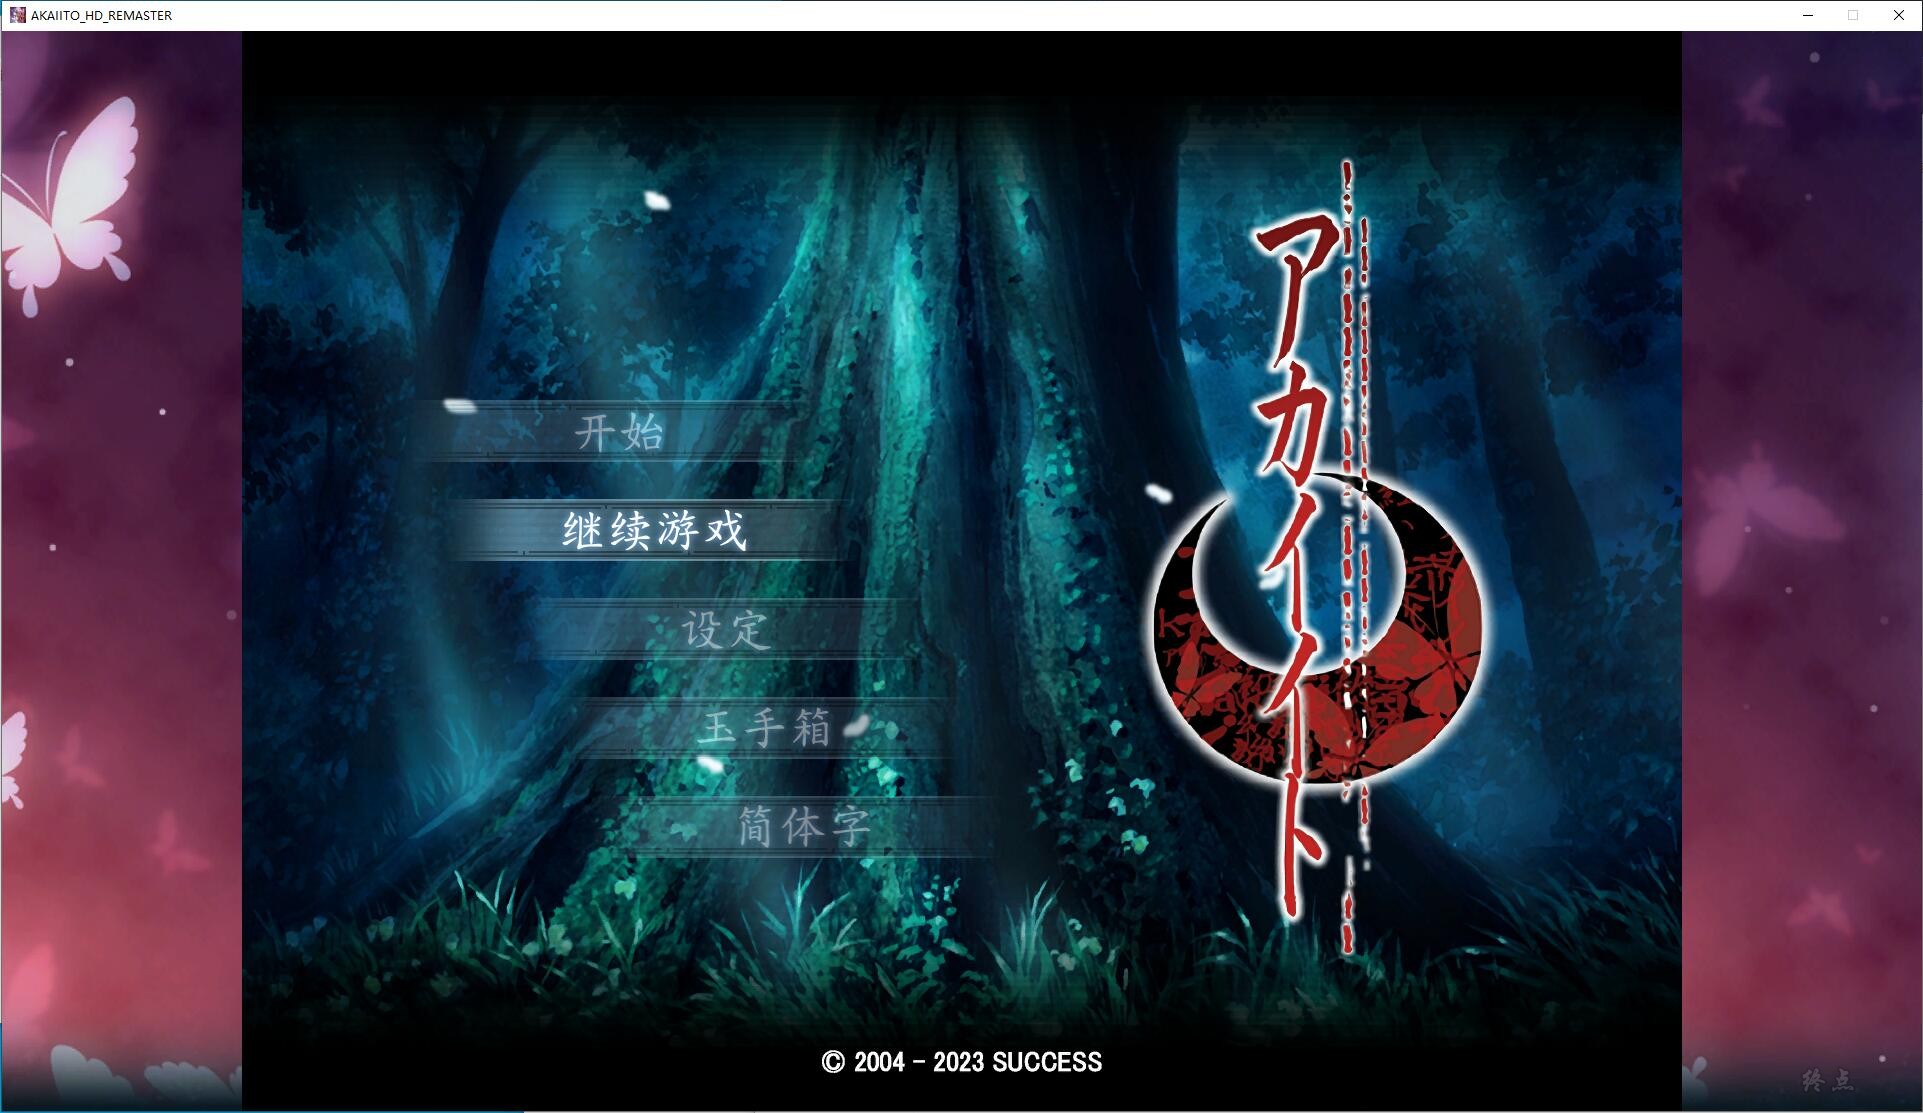 AKAIITO_HD_REMASTER
アカイイト
开始
继续游戏
设定
玉手箱
简体字
© 2004 - 2023 SUCCESS
终点